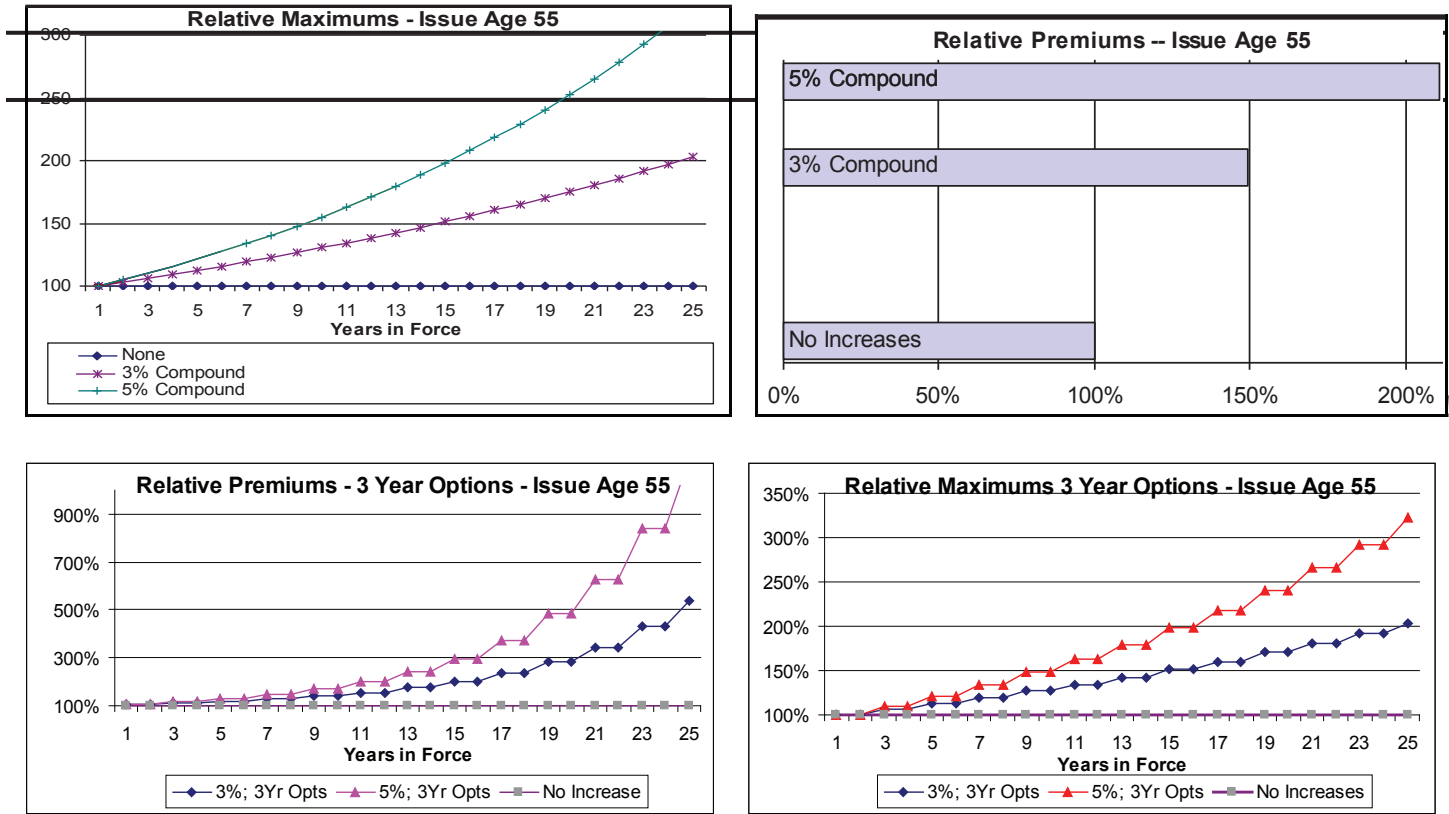 Relative Maximums - Issue Age 55
300
250
200
150
100
1 3 5 7 9 11 13 15 17 19 21 23 25
Years in Force
None
3% Compound
5% Compound
Relative Premiums -- Issue Age 55
5% Compound
3% Compound
No Increases
0% 50% 100% 150% 200%
Relative Premiums - 3 Year Options - Issue Age 55
900%
700%
500%
300%
100%
1 3 5 7 9 11 13 15 17 19 21 23 25
Years in Force
3%; 3Yr Opts 5%; 3Yr Opts No Increase
Relative Maximums 3 Year Options - Issue Age 55
350%
300%
250%
200%
150%
100%
1 3 5 7 9 11 13 15 17 19 21 23 25
Years in Force
3%; 3Yr Opts 5%; 3Yr Opts No Increases